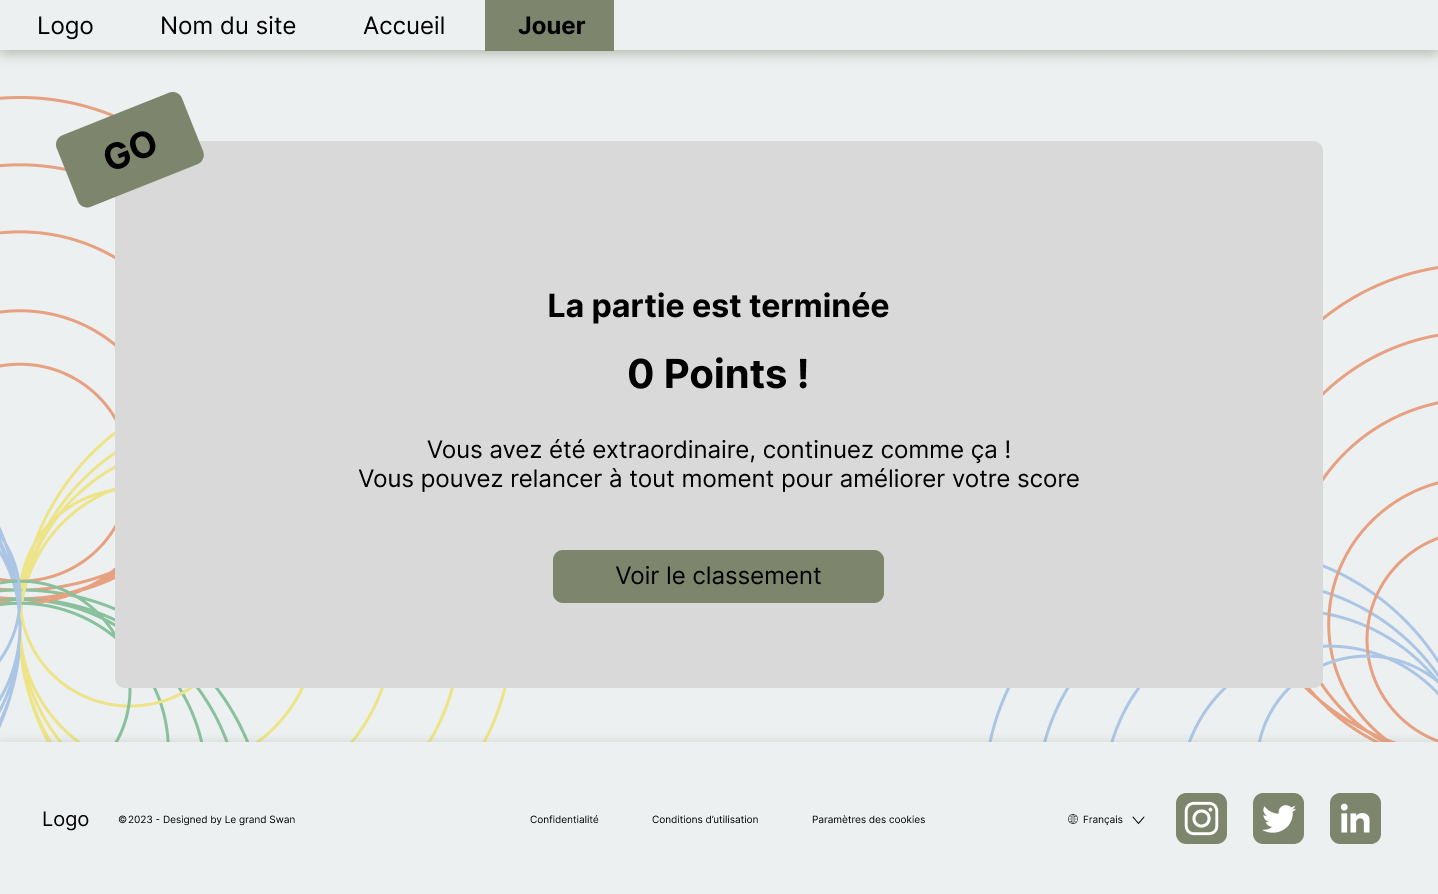 Logo
Nom du site
Accueil
Jouer
GO
La partie est terminée
0 Points !
Vous avez été extraordinaire, continuez comme ça !
Vous pouvez relancer à tout moment pour améliorer votre score
Voir le classement
Logo
©2023 - Designed by Le grand Swan
Confidentialité
Conditions d'utilisation
Paramètres des cookies
Français